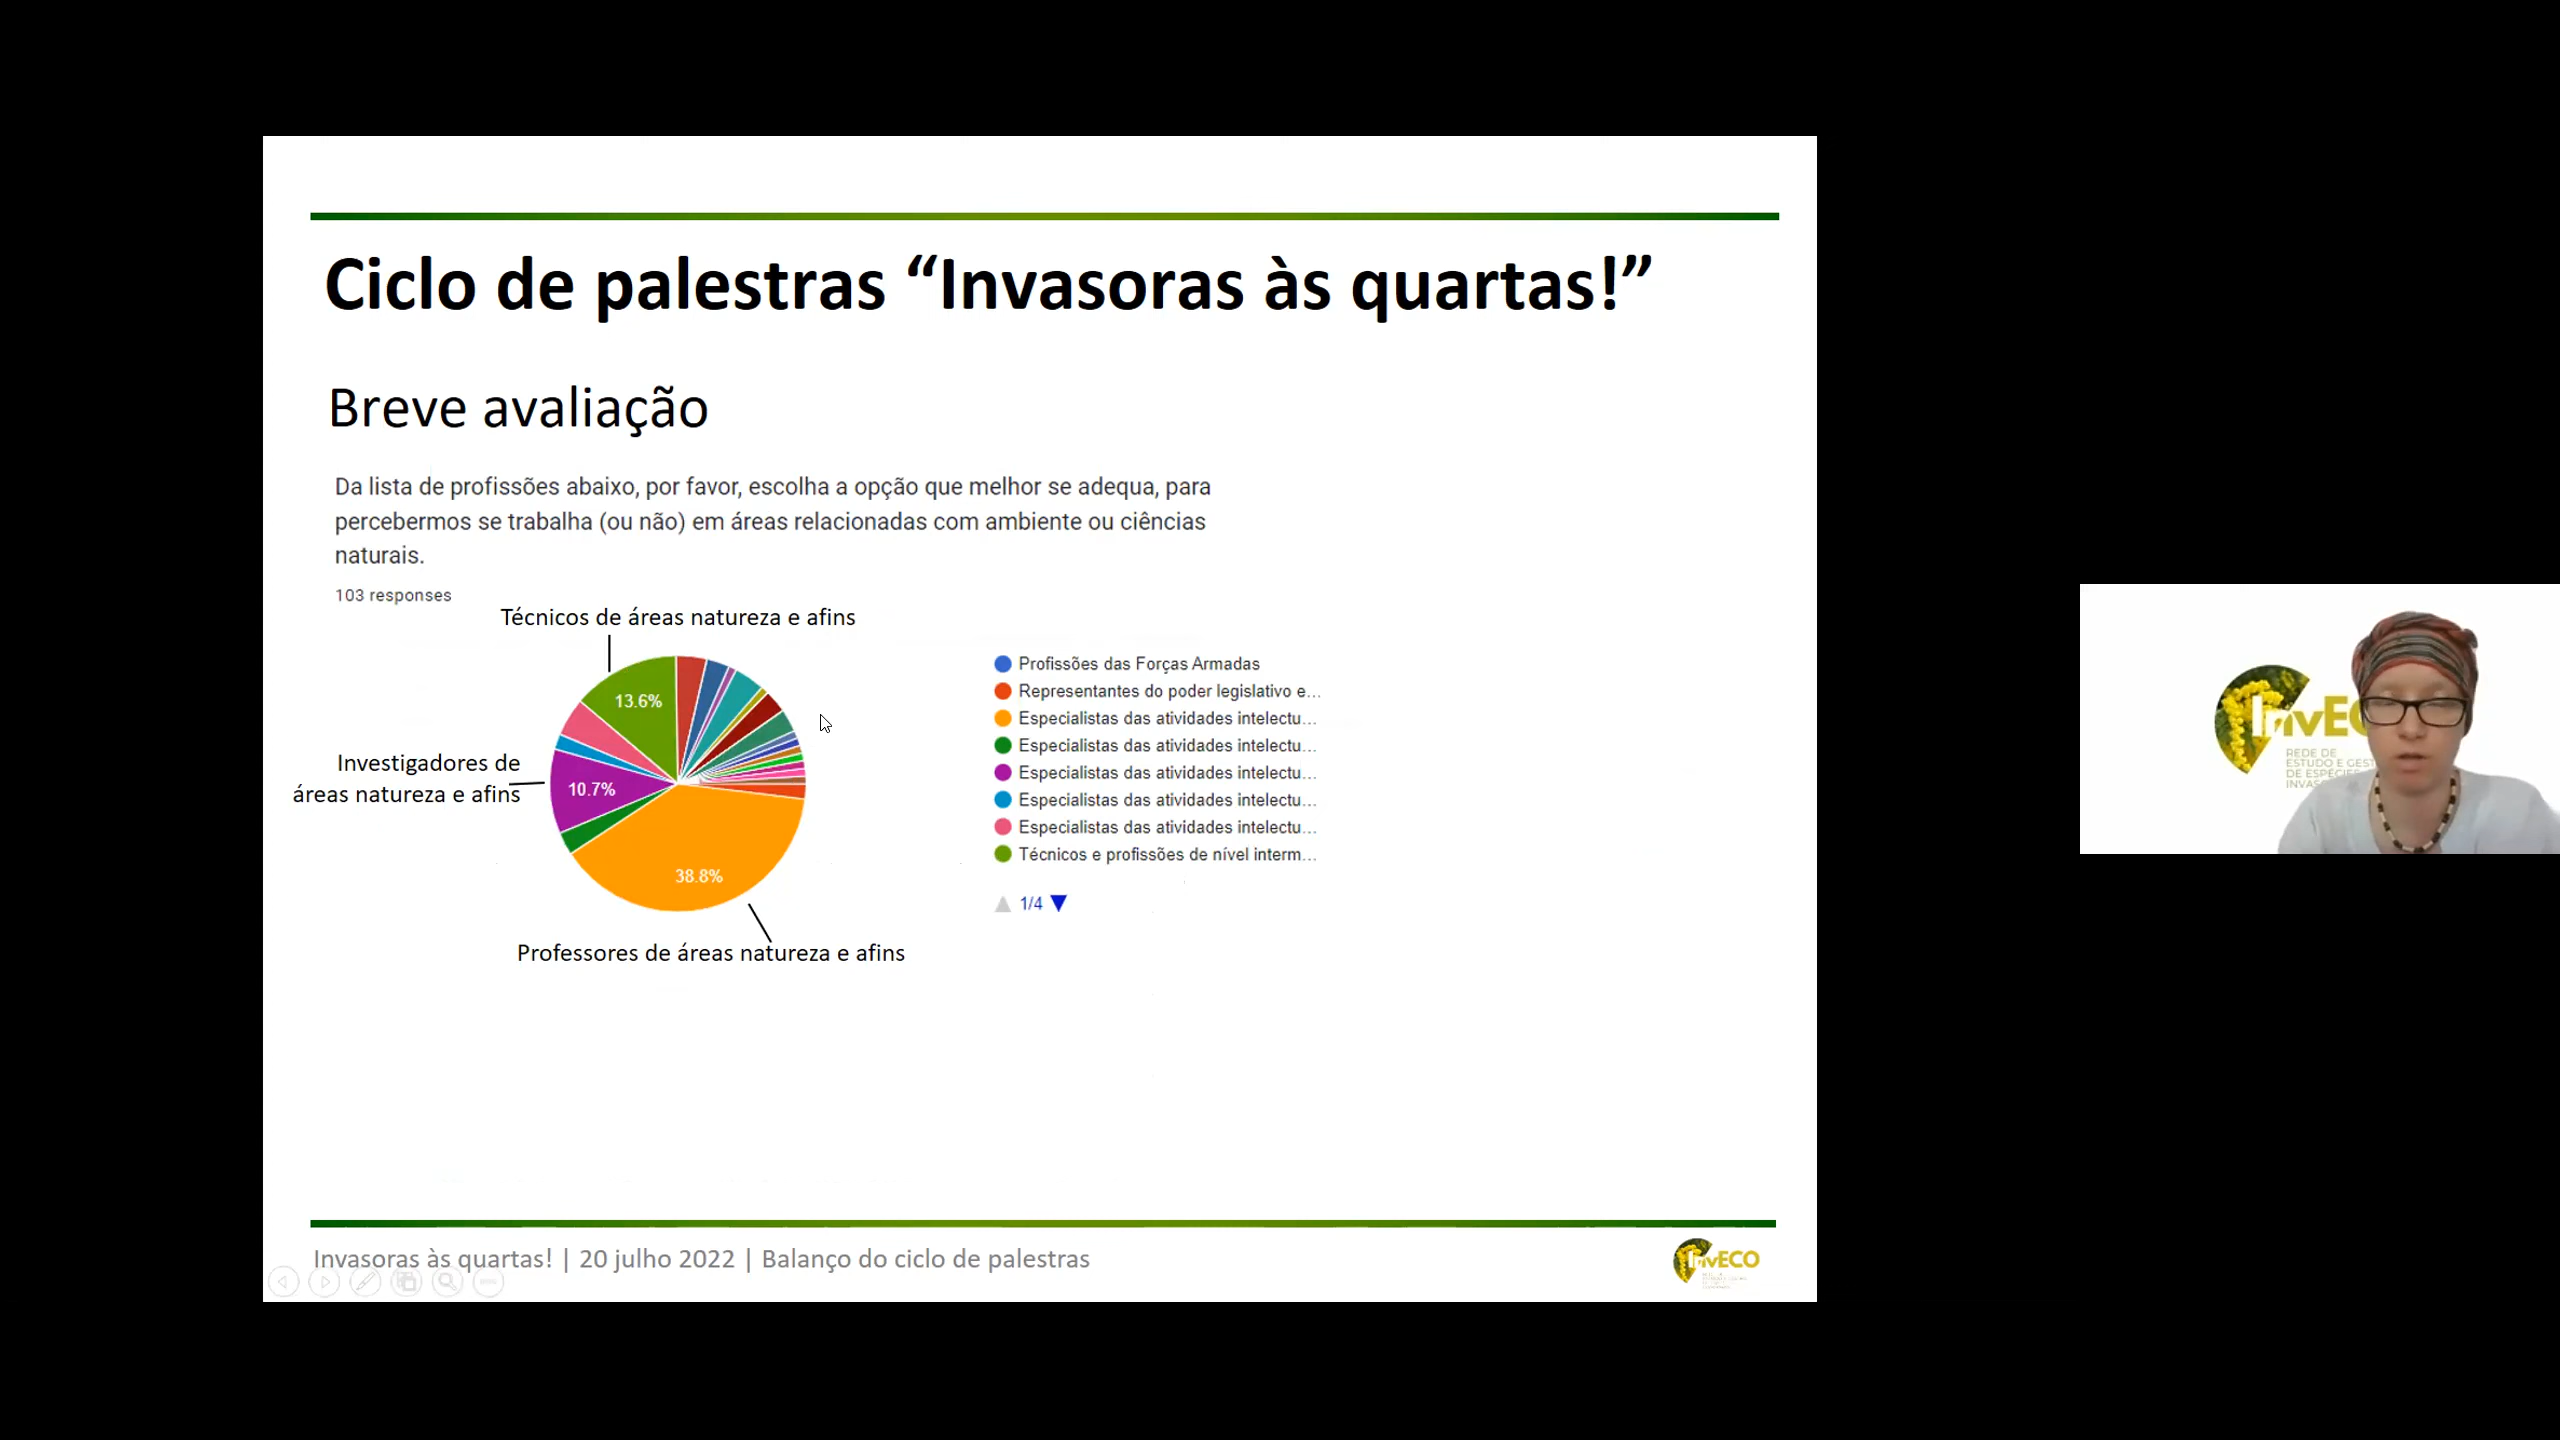 Ciclo de palestras “Invasoras às quartas!”
Breve avaliação
Da lista de profissões abaixo, por favor, escolha a opção que melhor se adequa, para
percebermos se trabalha (ou não) em áreas relacionadas com ambiente ou ciências
naturais.
103 responses
Técnicos de áreas natureza e afins
13.6%
Investigadores de
áreas natureza e afins
10.7%
38.8%
Professores de áreas natureza e afins
Profissões das Forças Armadas
Representantes do poder legislativo e...
Especialistas das atividades intelectu...
Especialistas das atividades intelectu...
Especialistas das atividades intelectu...
Especialistas das atividades intelectu...
Especialistas das atividades intelectu...
Técnicos e profissões de nível interm...
1/4
Invasoras às quartas! | 20 julho 2022 | Balanço do ciclo de palestras
InvECO
InvEC
REDE DE
ESTUDO E GEST
DE ESPÉCIE
INVAS